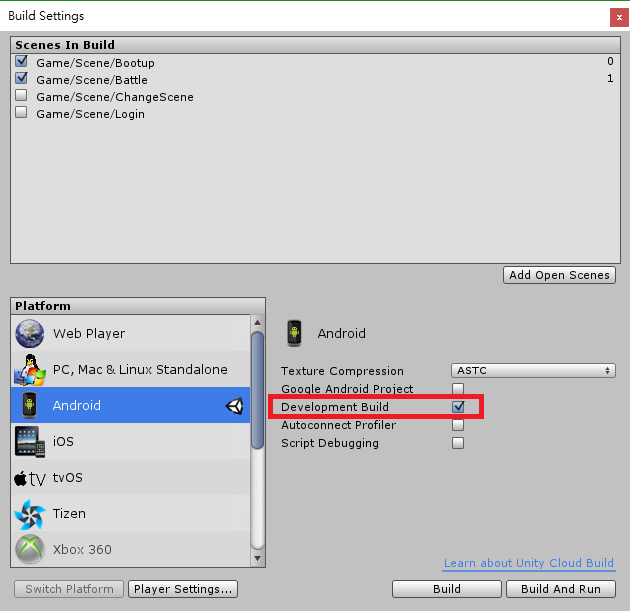 Build Settings
x
Scenes In Build
Game/Scene/Bootup 0
Game/Scene/Battle 1
Game/Scene/ChangeScene
Game/Scene/Login
Add Open Scenes
Platform
Web Player
PC, Mac & Linux Standalone
Android
iOS
tv tvOS
Tizen
Xbox 360
Android
Texture Compression ASTC
Google Android Project
Development Build
Autoconnect Profiler
Script Debugging
Learn about Unity Cloud Build
Switch Platform Player Settings... Build Build And Run